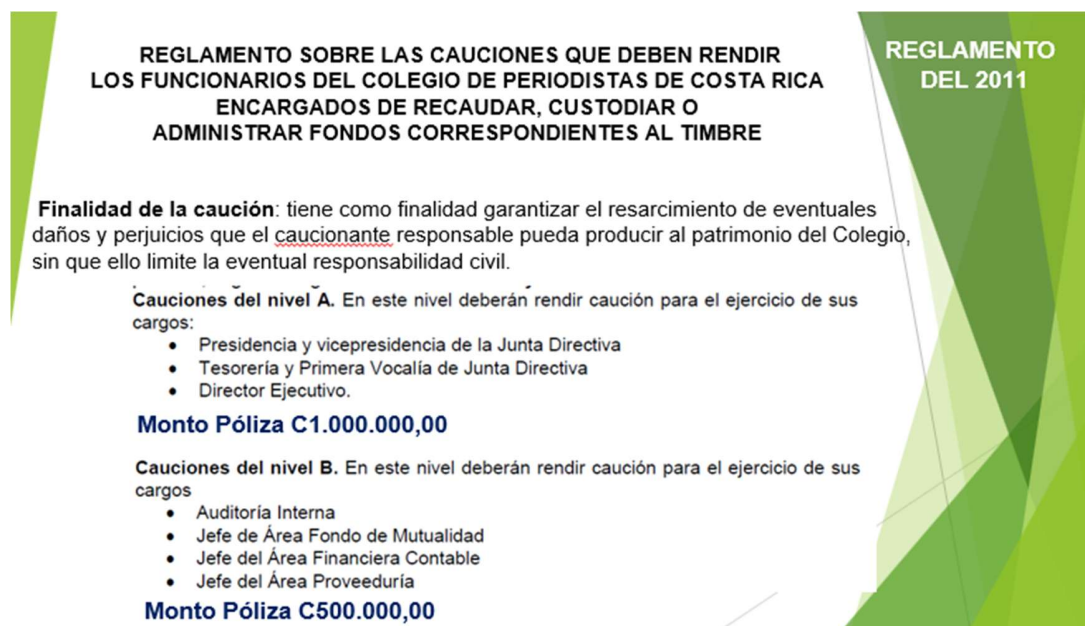 REGLAMENTO SOBRE LAS CAUCIONES QUE DEBEN RENDIR
LOS FUNCIONARIOS DEL COLEGIO DE PERIODISTAS DE COSTA RICA
ENCARGADOS DE RECAUDAR, CUSTODIAR O
ADMINISTRAR FONDOS CORRESPONDIENTES AL TIMBRE
REGLAMENTO
DEL 2011
Finalidad de la caución: tiene como finalidad garantizar el resarcimiento de eventuales
daños y perjuicios que el caucionante responsable pueda producir al patrimonio del Colegio,
sin que ello limite la eventual responsabilidad civil.
Cauciones del nivel A. En este nivel deberán rendir caución para el ejercicio de sus
cargos:
• Presidencia y vicepresidencia de la Junta Directiva
• Tesorería y Primera Vocalía de Junta Directiva
• Director Ejecutivo.
Monto Póliza C1.000.000,00
Cauciones del nivel B. En este nivel deberán rendir caución para el ejercicio de sus
cargos
• Auditoría Interna
• Jefe de Área Fondo de Mutualidad
• Jefe del Área Financiera Contable
• Jefe del Área Proveeduría
Monto Póliza C500.000,00